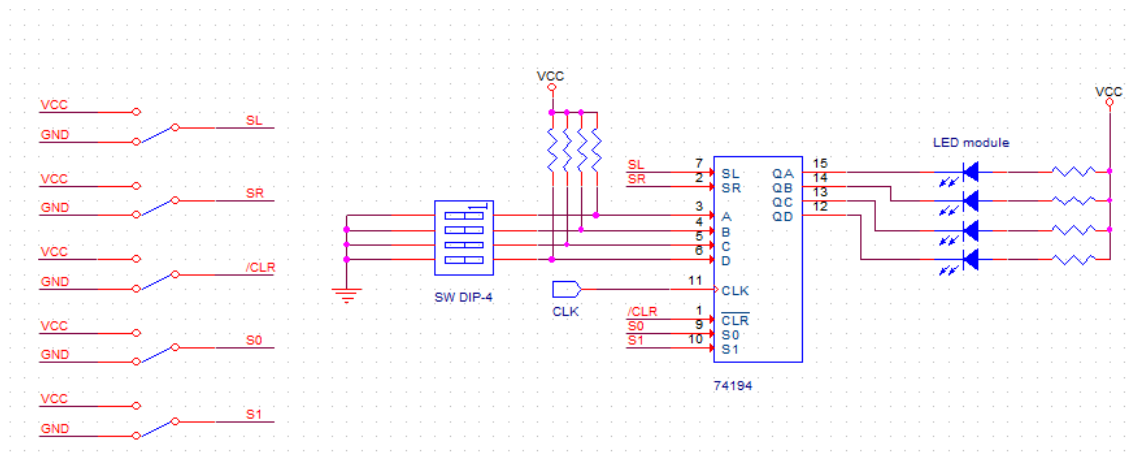 VCC
GND
SL
VCC
GND
SR
VCC
GND
/CLR
VCC
GND
S0
VCC
GND
S1
VCC
1
SW DIP-4
CLK
SL
SR
/CLR
S0
S1
7
2
3
4
5
6
11
1
9
10
SL
SR
A
B
C
D
CLK
CLR
S0
S1
QA
QB
QC
QD
15
14
13
12
74194
LED module
VCC